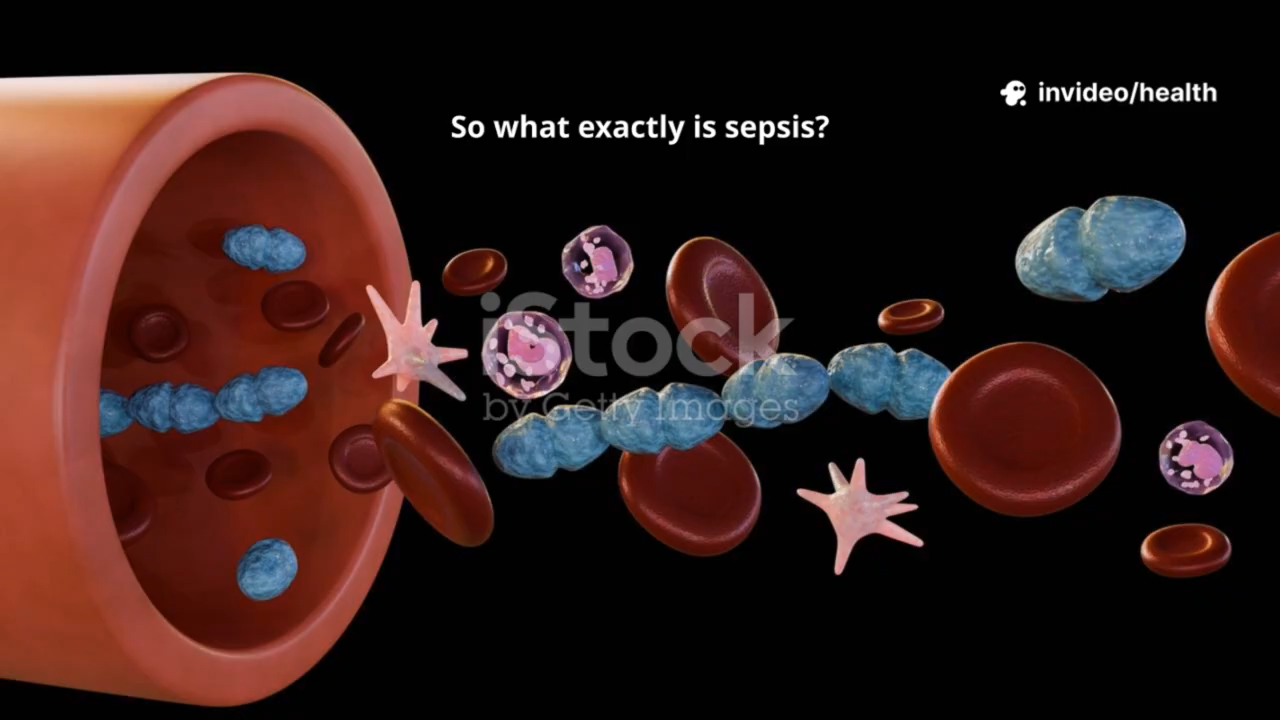 invideo/health
So what exactly is sepsis?
iStock
by Getty Images